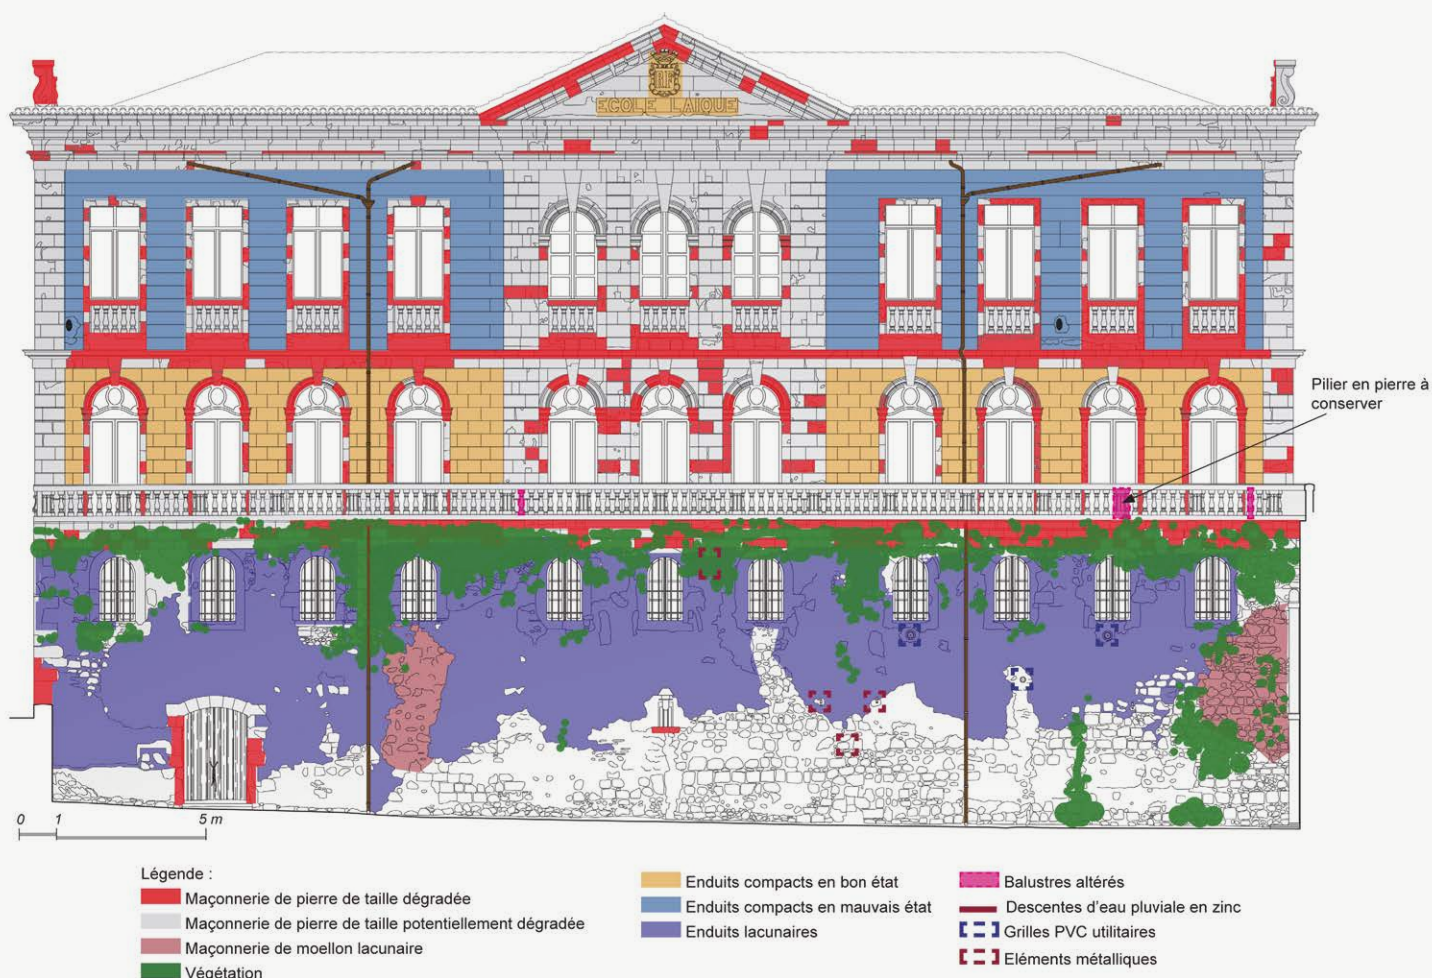 RF
ECOLE LAIQUE
Pilier en pierre à
conserver
0 1 5 m
Légende :
Maçonnerie de pierre de taille dégradée
Maçonnerie de pierre de taille potentiellement dégradée
Maçonnerie de moellon lacunaire
Végétation
Enduits compacts en bon état
Enduits compacts en mauvais état
Enduits lacunaires
Balustres altérés
Descentes d'eau pluviale en zinc
Grilles PVC utilitaires
Eléments métalliques